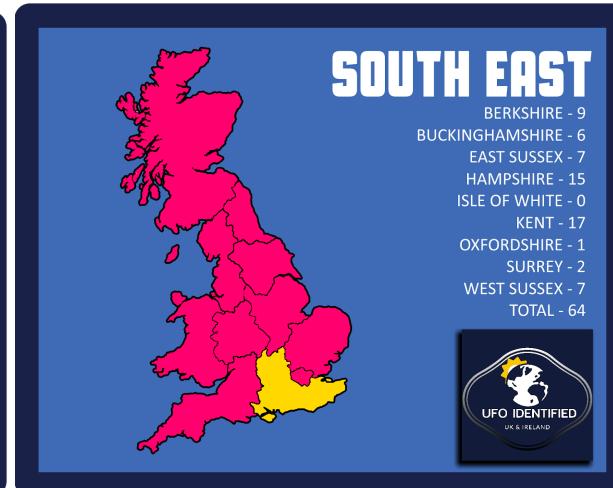 SOUTH EAST
BERKSHIRE - 9
BUCKINGHAMSHIRE - 6
EAST SUSSEX - 7
HAMPSHIRE - 15
ISLE OF WHITE - 0
KENT - 17
OXFORDSHIRE - 1
SURREY - 2
WEST SUSSEX - 7
TOTAL - 64
UFO IDENTIFIED
UK & IRELAND